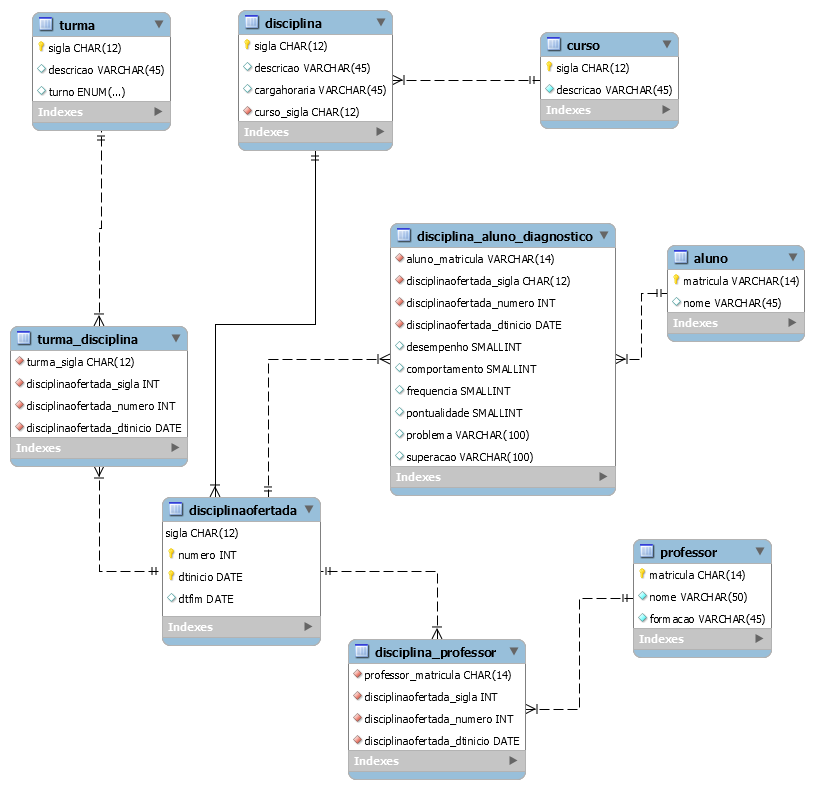 turma
sigla CHAR(12)
descricao VARCHAR(45)
turno ENUM(...)
Indexes
disciplina
sigla CHAR(12)
descricao VARCHAR(45)
cargahoraria VARCHAR(45)
curso_sigla CHAR(12)
Indexes
curso
sigla CHAR(12)
descricao VARCHAR(45)
Indexes
disciplina_aluno_diagnostico
aluno_matricula VARCHAR(14)
disciplinaofertada_sigla CHAR(12)
disciplinaofertada_numero INT
disciplinaofertada_dtinicio DATE
desempenho SMALLINT
comportamento SMALLINT
frequencia SMALLINT
pontualidade SMALLINT
problema VARCHAR(100)
superacao VARCHAR(100)
Indexes
aluno
matricula VARCHAR(14)
nome VARCHAR(45)
Indexes
turma_disciplina
turma_sigla CHAR(12)
disciplinaofertada_sigla INT
disciplinaofertada_numero INT
disciplinaofertada_dtinicio DATE
Indexes
disciplinaofertada
sigla CHAR(12)
numero INT
dtinicio DATE
dtfim DATE
Indexes
professor
matricula CHAR(14)
nome VARCHAR(50)
formacao VARCHAR(45)
Indexes
disciplina_professor
professor_matricula CHAR(14)
disciplinaofertada_sigla INT
disciplinaofertada_numero INT
disciplinaofertada_dtinicio DATE
Indexes